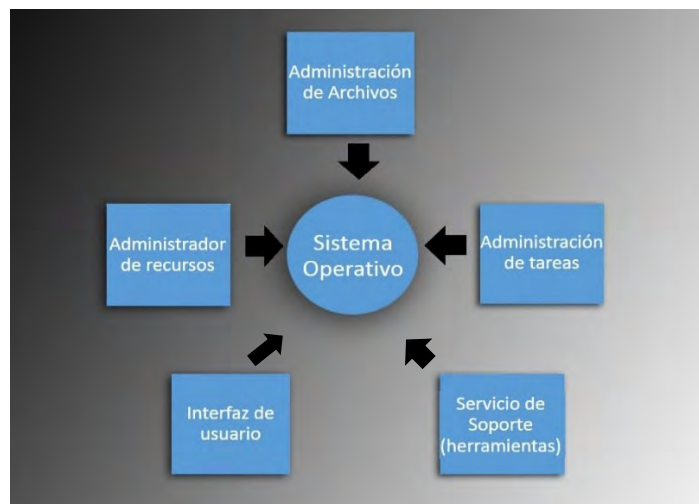 Administración
de Archivos
Administrador
de recursos
Sistema
Operativo
Administración
de tareas
Interfaz de
usuario
Servicio de
Soporte
(herramientas)